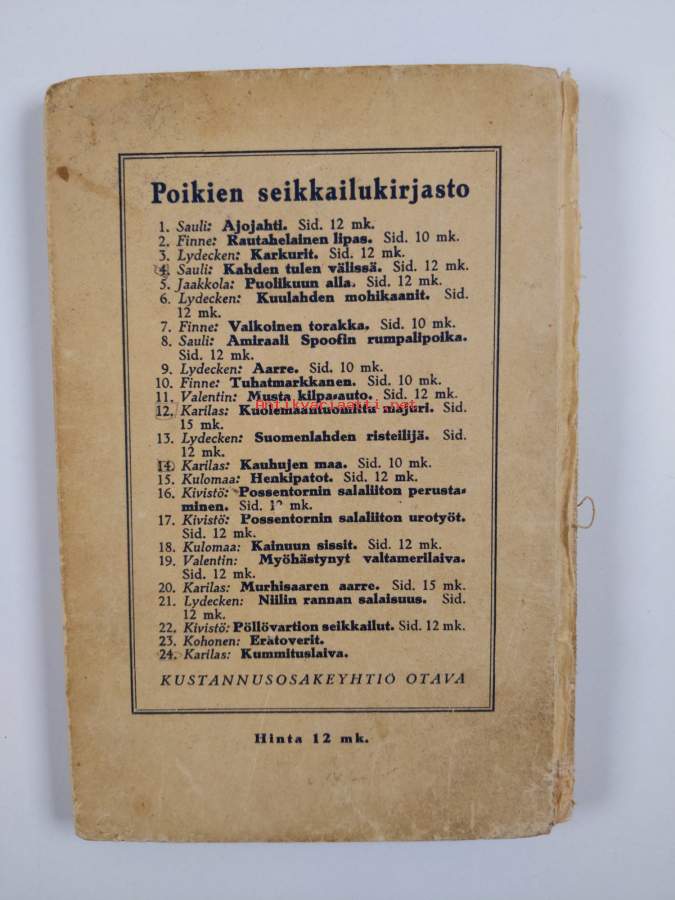 Poikien seikkailukirjasto
1. Sauli: Ajojahti. Sid. 12 mk.
2. Finne: Rautahelainen lipas. Sid. 10 mk.
3. Lydecken: Karkurit. Sid. 12 mk.
4. Sauli: Kahden tulen välissä. Sid. 12 mk.
5. Jaakkola: Puolikuun alla. Sid. 12 mk.
6. Lydecken: Kuulahden mohikaanit. Sid.
12 mk.
7. Finne: Valkoinen torakka. Sid. 10 mk.
8. Sauli: Amiraali Spoofin rumpalipoika.
Sid. 12 mk.
9. Lydecken: Aarre. Sid. 10 mk.
10. Finne: Tuhatmarkkanen. Sid. 10 mk.
11. Valentin: Musta kilpa-auto. Sid. 12 mk.
Antikvariaatti.net
12. Karilas: Kuolemaantuomittu majuri. Sid.
15 mk.
13. Lydecken: Suomenlahden risteilijä. Sid.
12 mk.
14. Karilas: Kauhujen maa. Sid. 10 mk.
15. Kulomaa: Henkipatot. Sid. 12 mk.
16. Kivistö: Possentornin salaliiton perusta-
minen. Sid. mk.
17. Kivistö: Possentornin salaliiton urotyöt.
Sid. 12 mk.
18. Kulomaa: Kainuun sissit. Sid. 12 mk.
19. Valentin: Myöhästynyt valtamerilaiva.
Sid. 12 mk.
20. Karilas: Murhisaaren aarre. Sid. 15 mk.
21. Lydecken: Niilin rannan salaisuus. Sid.
12 mk.
22. Kivistö: Pöllövartion seikkailut. Sid. 12 mk.
23. Kohonen: Erätoverit.
24. Karilas: Kummituslaiva.
KUSTANNUSOSAKEYHTIÖ OTAVA
Hinta 12 mk.